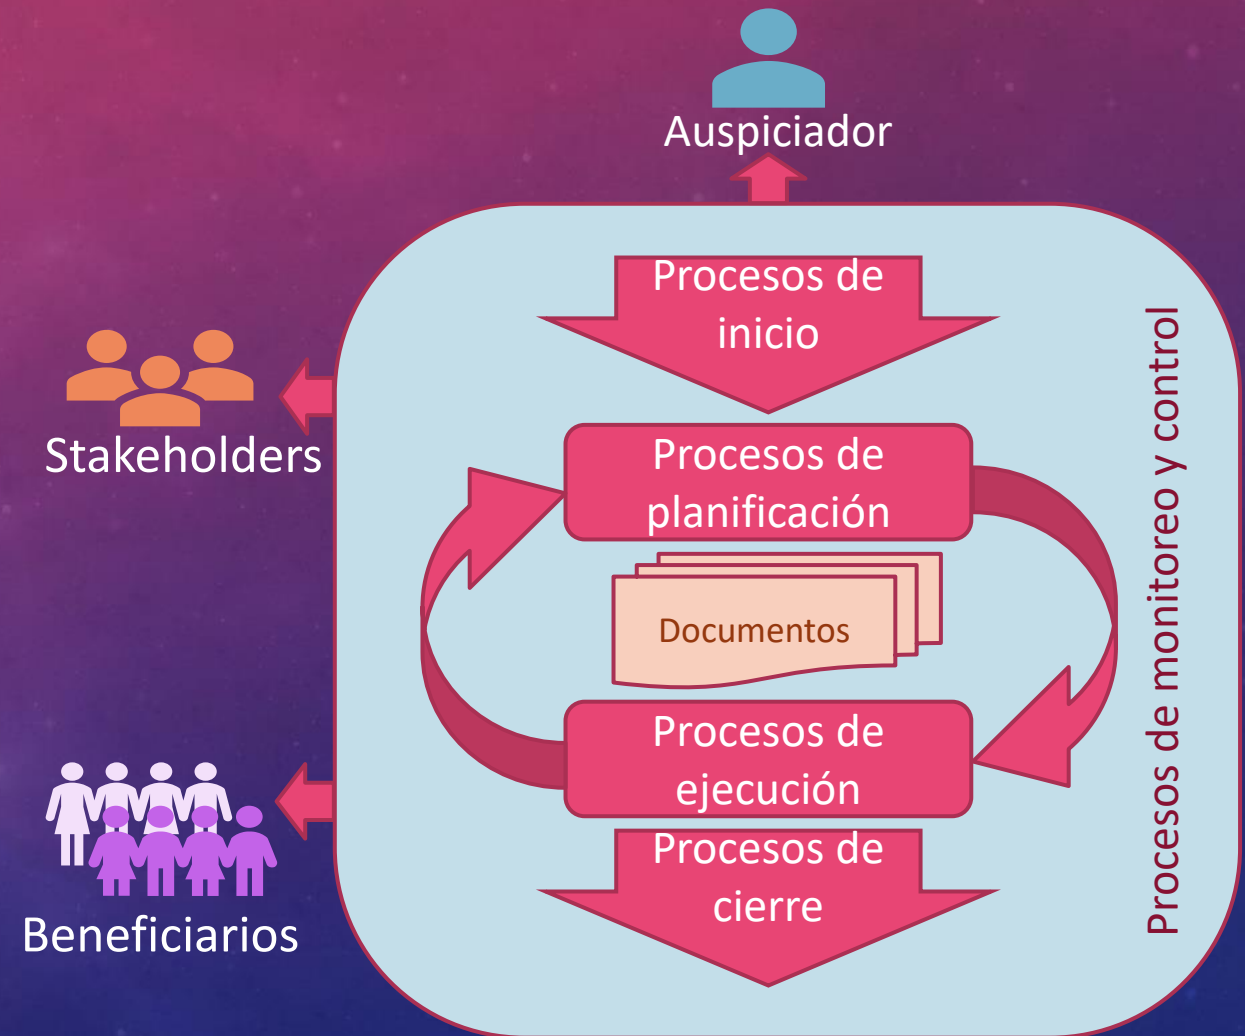 Auspiciador
Procesos de
inicio
Stakeholders
Procesos de
planificación
Documentos
Procesos de
ejecución
Procesos de
cierre
Beneficiarios
Procesos de monitoreo y control